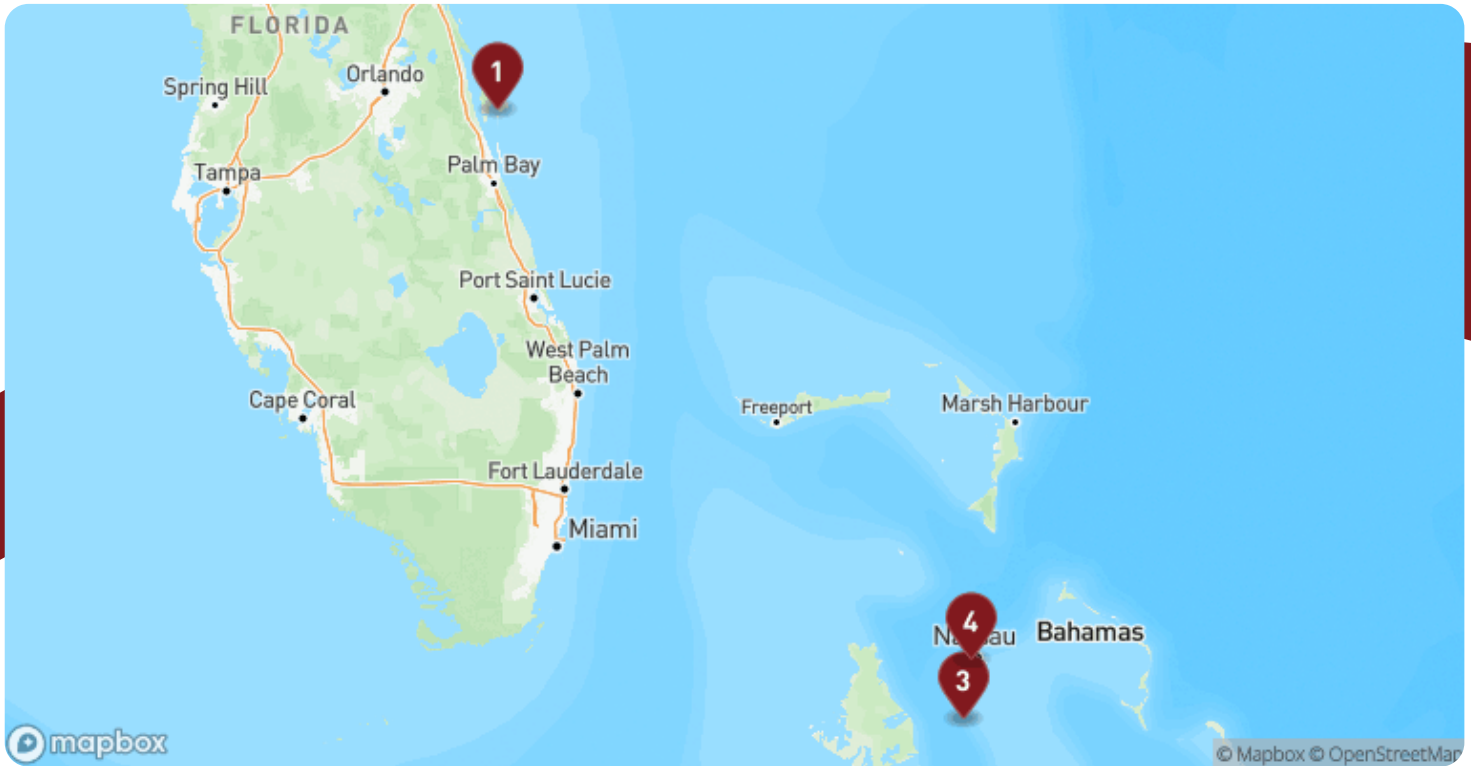 FLORIDA
1
Orlando
Spring Hill
Palm Bay
Tampa
Port Saint Lucie
West Palm
Beach
Cape Coral
Freeport
Marsh Harbour
Fort Lauderdale
Miami
4
Bahamas
3
mapbox
© Mapbox © OpenStreetMap